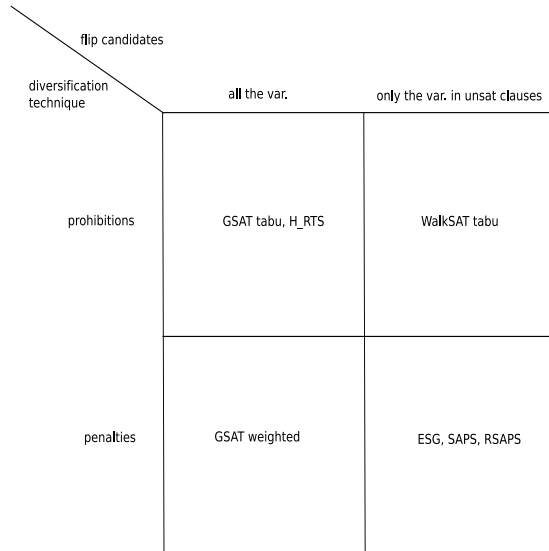 flip candidates
diversification
technique
all the var.
only the var. in unsat clauses
prohibitions
GSAT tabu, H_RTS
WalkSAT tabu
penalties
GSAT weighted
ESG, SAPS, RSAPS